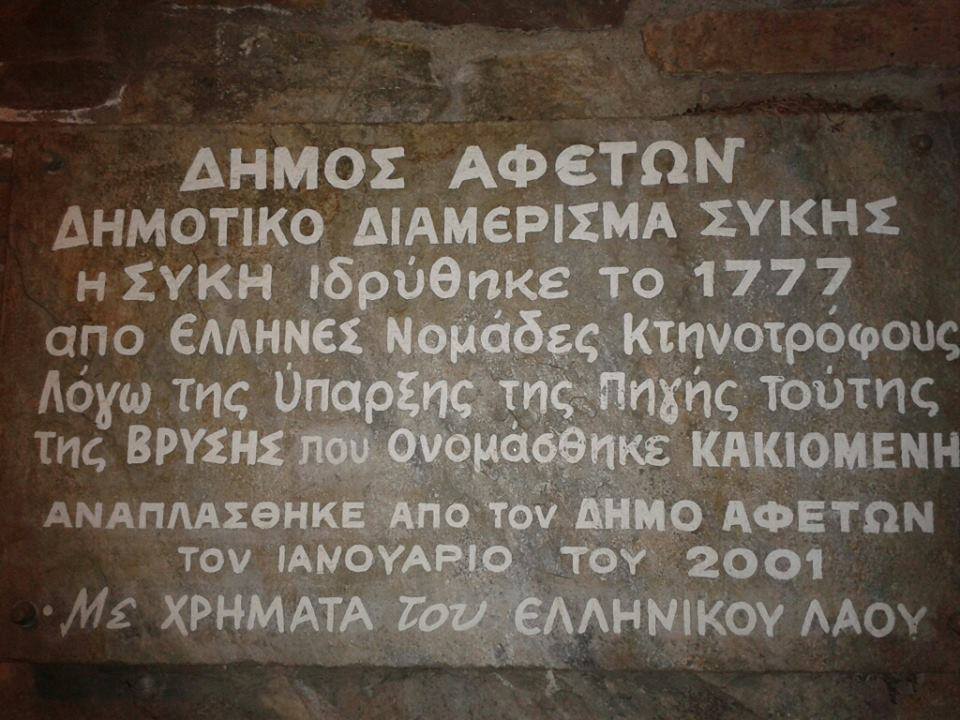 ΔΗΜΟΣ ΑΦΕΤΩΝ
ΔΗΜΟΤΙΚΟ ΔΙΑΜΕΡΙΣΜΑ ΣΥΚΗΣ
Η ΣΥΚΗ Ιδρύθηκε το 1777
απο ΕΛΛΗΝΕΣ Νομάδες Κτηνοτρόφους
Λόγω της Ύπαρξης της Πηγής Τούτης
της ΒΡΥΣΗΣ που Ονομάσθηκε ΚΑΚΙΟΜΕΝΗ
ΑΝΑΠΛΑΣΘΗΚΕ ΑΠΟ Τον ΔΗΜΟ ΑΦΕΤΩΝ
ΤΟΝ ΙΑΝΟΥΑΡΙΟ ΤΟΥ 2001
· Με ΧΡΗΜΑΤΑ του ΕΛΛΗΝΙΚΟΥ ΛΑΟΥ